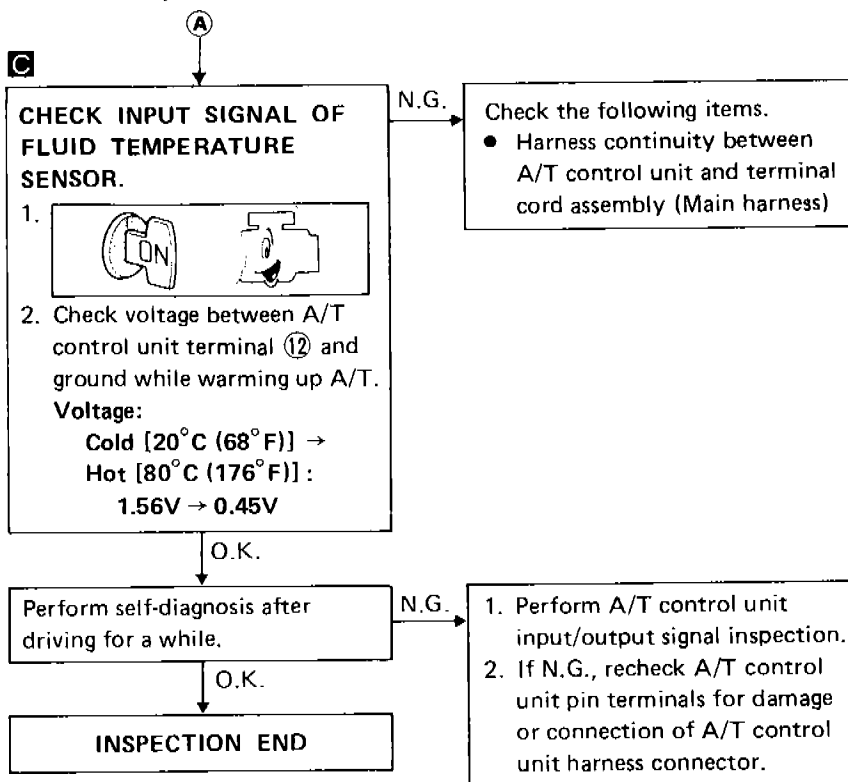 A
C
CHECK INPUT SIGNAL OF
FLUID TEMPERATURE
SENSOR.
1.
ON
2. Check voltage between A/T
control unit terminal ⑫ and
ground while warming up A/T.
Voltage:
Cold [20°C (68°F)] →
Hot [80°C (176°F)] :
1.56V → 0.45V
N.G.
Check the following items.
● Harness continuity between
A/T control unit and terminal
cord assembly (Main harness)
O.K.
Perform self-diagnosis after
driving for a while.
N.G.
1. Perform A/T control unit
input/output signal inspection.
2. If N.G., recheck A/T control
unit pin terminals for damage
or connection of A/T control
unit harness connector.
O.K.
INSPECTION END